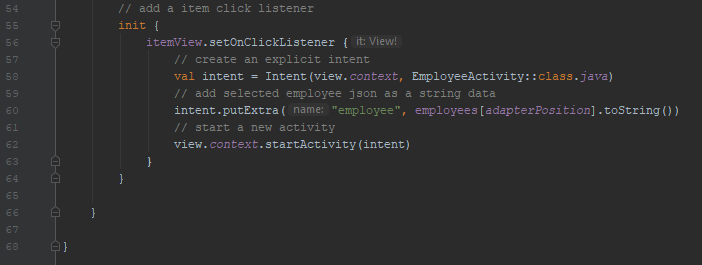 54 // add a item click listener
55 init {
56 itemView.setOnClickListener { it: View!
57 // create an explicit intent
58 val intent = Intent(view.context, EmployeeActivity::class.java)
59 // add selected employee json as a string data
60 intent.putExtra( name: "employee", employees[adapterPosition].toString())
61 // start a new activity
62 view.context.startActivity(intent)
63 }
64 }
65
66 }
67
68 }